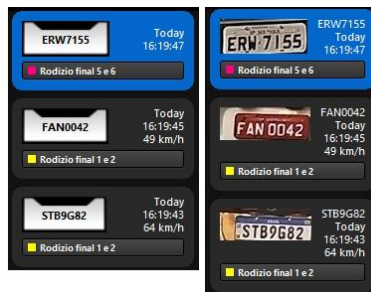 ERW7155
Today
16:19:47
Rodizio final 5 e 6
FAN0042
Today
16:19:45
49 km/h
Rodizio final 1 e 2
STB9G82
Today
16:19:43
64 km/h
Rodizio final 1 e 2
ERW·7155
ERW7155
Today
16:19:47
Rodizio final 5 e 6
FAN 0042
FAN0042
Today
16:19:45
49 km/h
Rodizio final 1 e 2
STB9G82
STB9G82
Today
16:19:43
64 km/h
Rodizio final 1 e 2